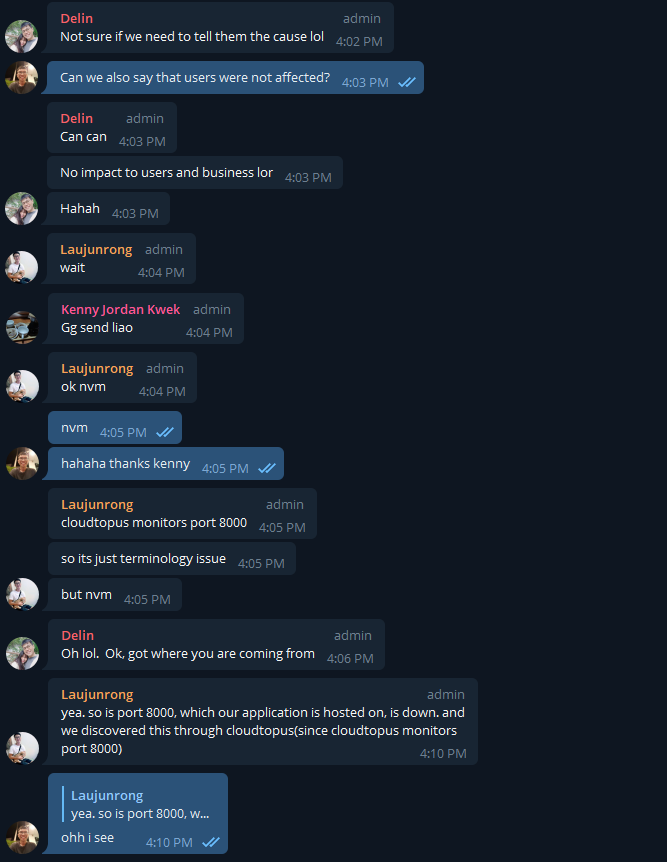 Delin admin
Not sure if we need to tell them the cause lol 4:02 PM
Can we also say that users were not affected? 4:03 PM
Delin admin
Can can 4:03 PM
No impact to users and business lor 4:03 PM
Hahah 4:03 PM
Laujunrong admin
wait 4:04 PM
Kenny Jordan Kwek admin
Gg send liao 4:04 PM
Laujunrong admin
ok nvm 4:04 PM
nvm 4:05 PM
hahaha thanks kenny 4:05 PM
Laujunrong admin
cloudtopus monitors port 8000 4:05 PM
so its just terminology issue 4:05 PM
but nvm 4:05 PM
Delin admin
Oh lol. Ok, got where you are coming from 4:06 PM
Laujunrong admin
yea. so is port 8000, which our application is hosted on, is down. and
we discovered this through cloudtopus(since cloudtopus monitors
port 8000) 4:10 PM
Laujunrong
yea. so is port 8000, w...
ohh i see 4:10 PM